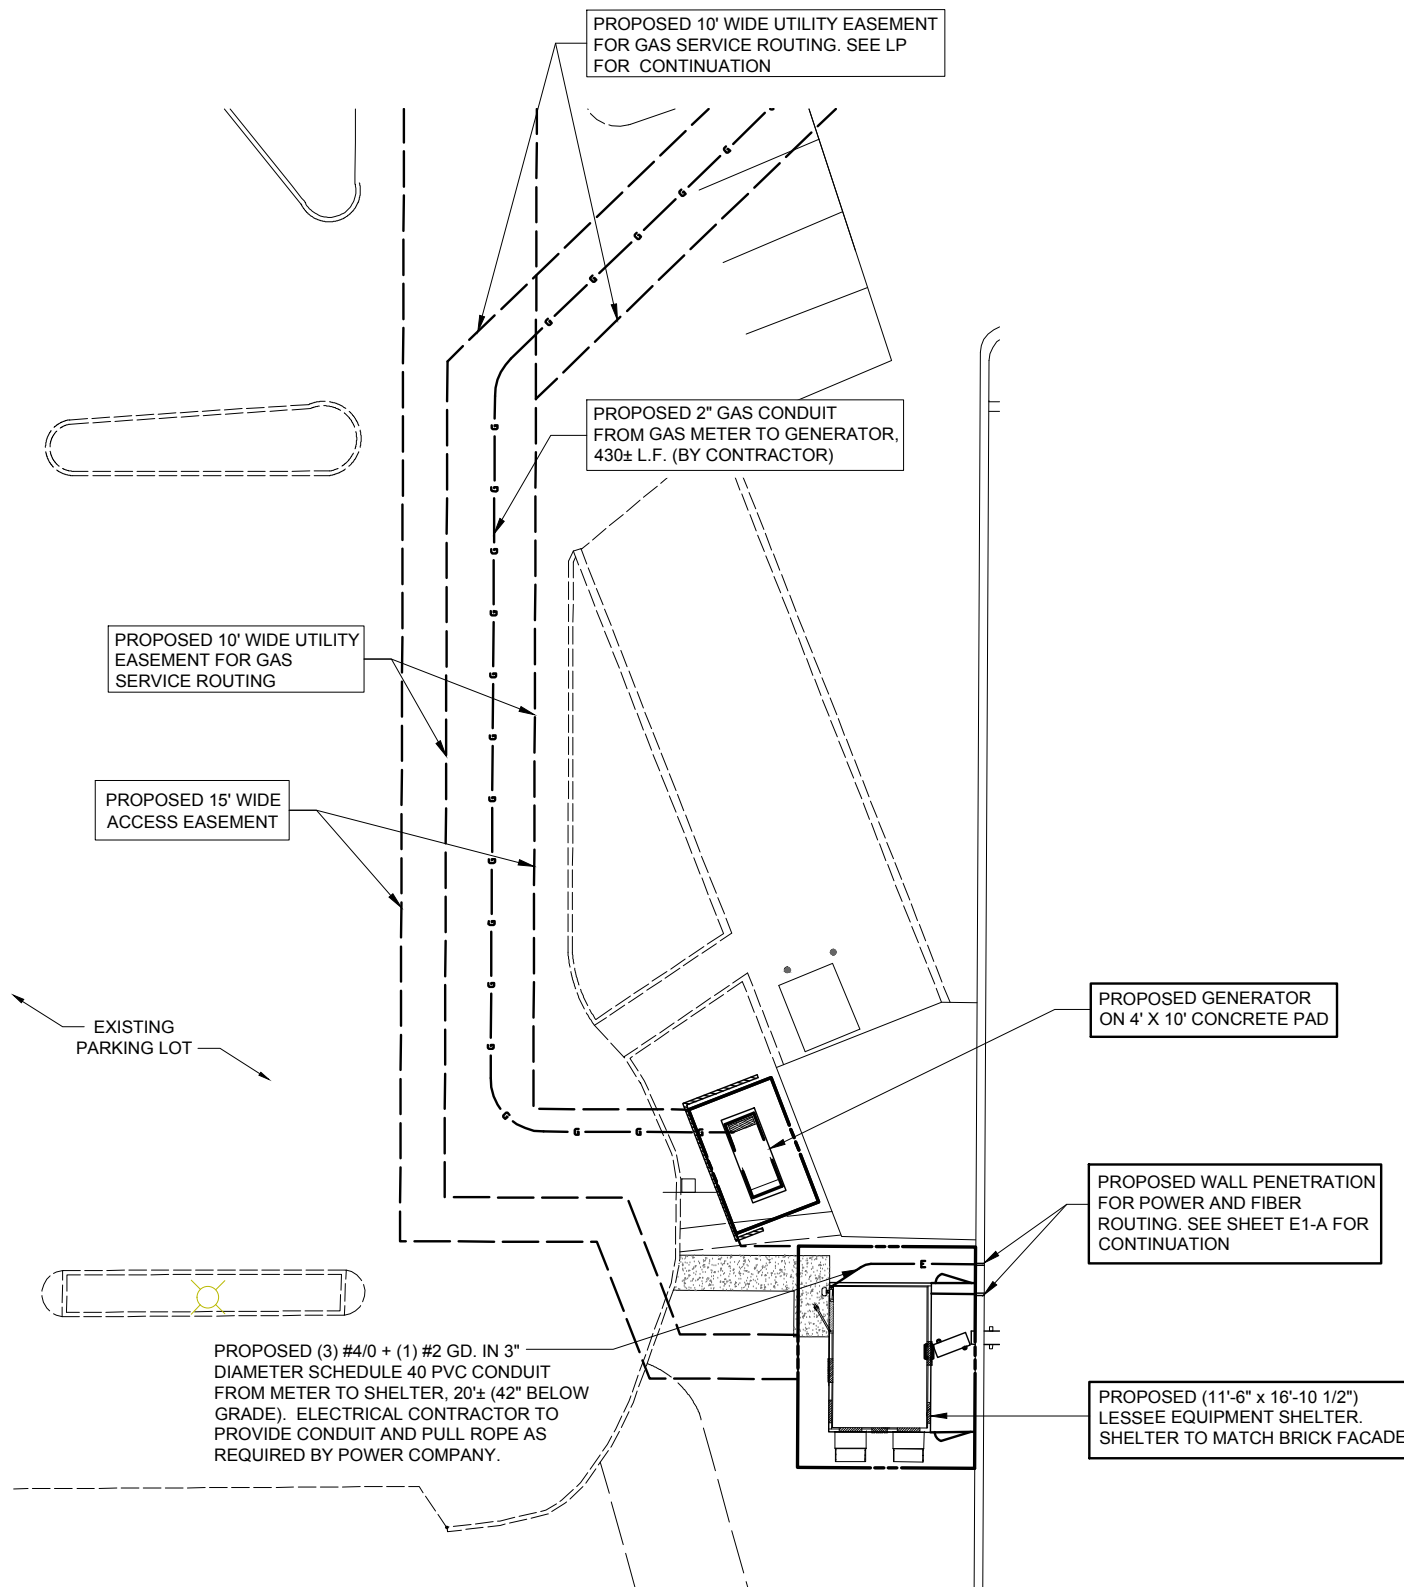 PROPOSED 10' WIDE UTILITY EASEMENT
FOR GAS SERVICE ROUTING. SEE LP
FOR CONTINUATION
G
G
G
G
G
PROPOSED 2" GAS CONDUIT
FROM GAS METER TO GENERATOR,
430± L.F. (BY CONTRACTOR)
G
G
G
G
PROPOSED 10' WIDE UTILITY
EASEMENT FOR GAS
SERVICE ROUTING
G
G
PROPOSED 15' WIDE
ACCESS EASEMENT
G
G
G
G
G
EXISTING
PARKING LOT
PROPOSED GENERATOR
ON 4' X 10' CONCRETE PAD
G
G
G
G
PROPOSED WALL PENETRATION
FOR POWER AND FIBER
ROUTING. SEE SHEET E1-A FOR
CONTINUATION
E
PROPOSED (3) #4/0 + (1) #2 GD. IN 3"
DIAMETER SCHEDULE 40 PVC CONDUIT
FROM METER TO SHELTER, 20'± (42" BELOW
GRADE). ELECTRICAL CONTRACTOR TO
PROVIDE CONDUIT AND PULL ROPE AS
REQUIRED BY POWER COMPANY.
PROPOSED (11'-6" x 16'-10 1/2")
LESSEE EQUIPMENT SHELTER.
SHELTER TO MATCH BRICK FACADE